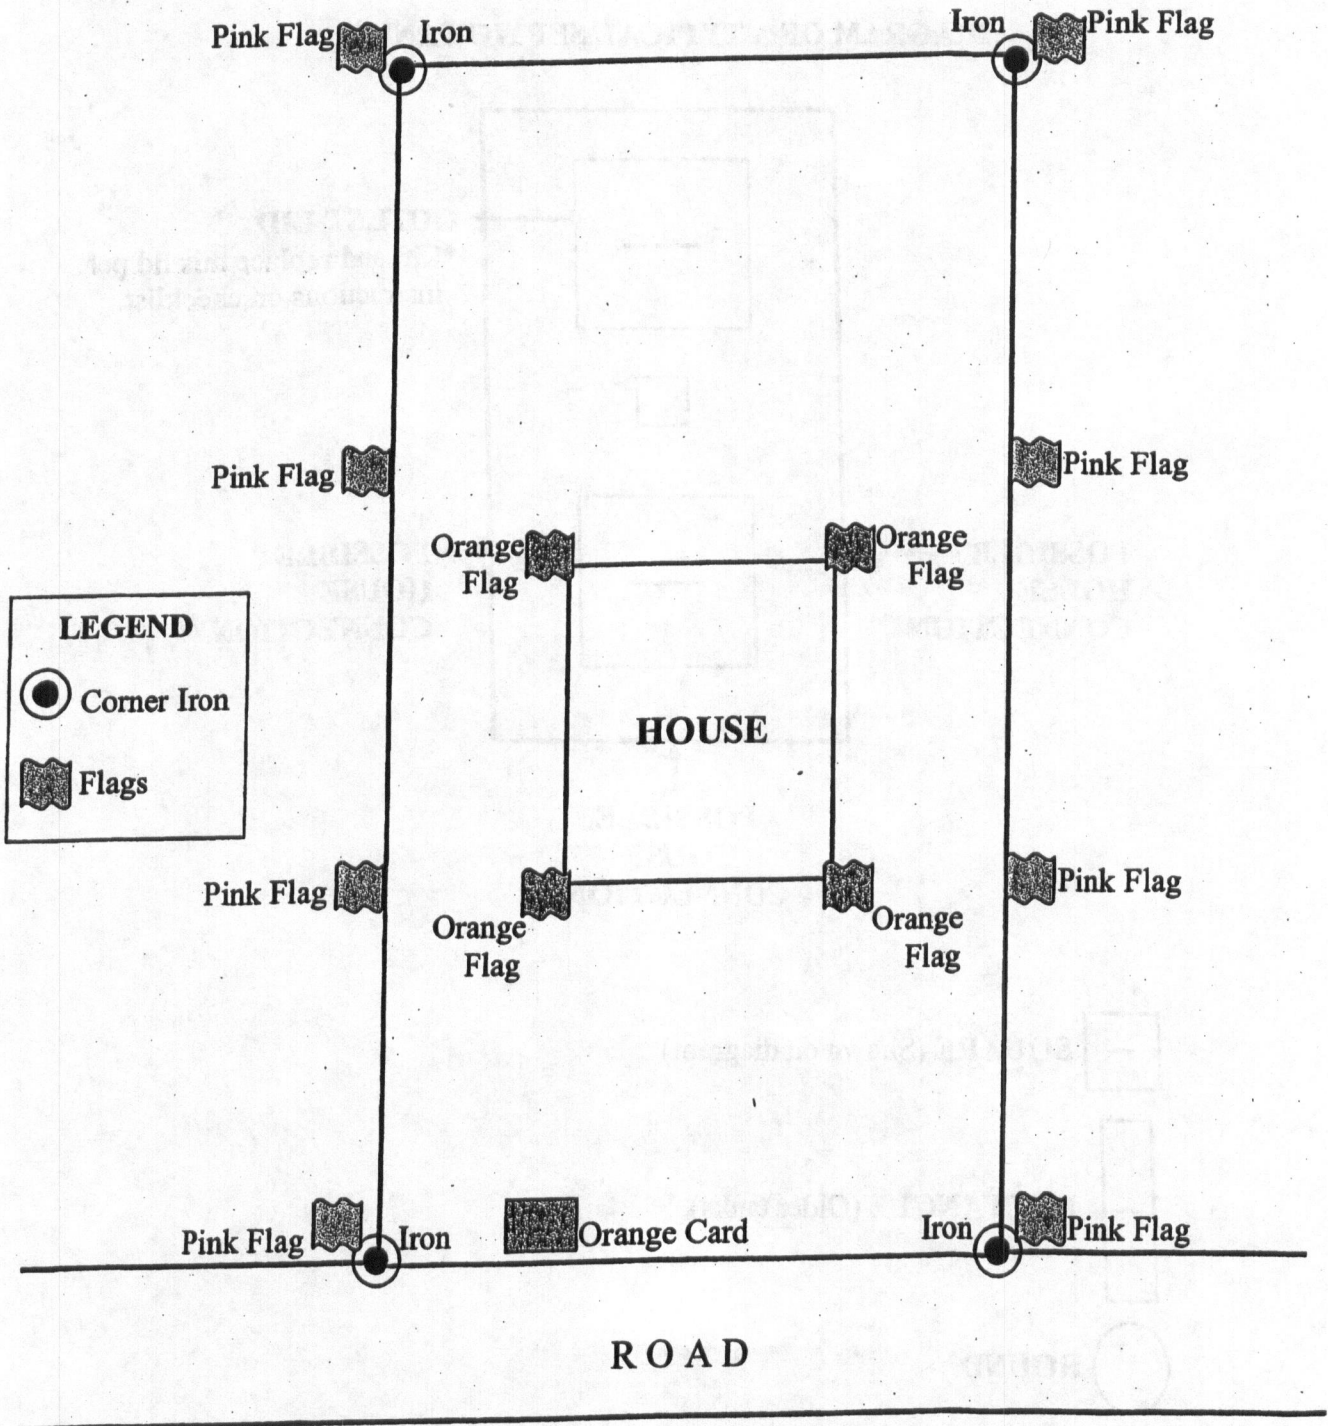 Pink Flag Iron Iron Pink Flag
Pink Flag Pink Flag
Orange Flag
Orange Flag
LEGEND
Corner Iron
Flags
HOUSE
Pink Flag Pink Flag
Orange Flag
Orange Flag
Pink Flag Iron Orange Card Iron Pink Flag
ROAD